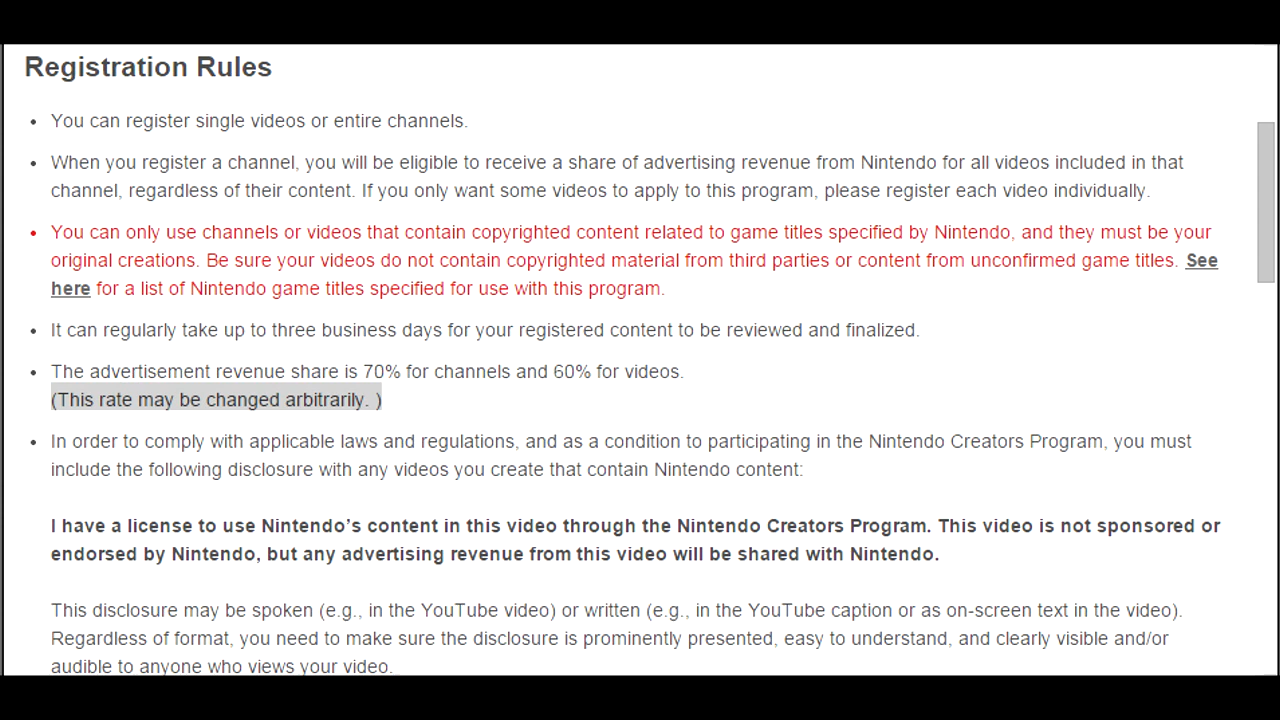 Registration Rules
• You can register single videos or entire channels.
• When you register a channel, you will be eligible to receive a share of advertising revenue from Nintendo for all videos included in that
channel, regardless of their content. If you only want some videos to apply to this program, please register each video individually.
• You can only use channels or videos that contain copyrighted content related to game titles specified by Nintendo, and they must be your
original creations. Be sure your videos do not contain copyrighted material from third parties or content from unconfirmed game titles. See
here for a list of Nintendo game titles specified for use with this program.
• It can regularly take up to three business days for your registered content to be reviewed and finalized.
• The advertisement revenue share is 70% for channels and 60% for videos.
(This rate may be changed arbitrarily. )
• In order to comply with applicable laws and regulations, and as a condition to participating in the Nintendo Creators Program, you must
include the following disclosure with any videos you create that contain Nintendo content:
I have a license to use Nintendo’s content in this video through the Nintendo Creators Program. This video is not sponsored or
endorsed by Nintendo, but any advertising revenue from this video will be shared with Nintendo.
This disclosure may be spoken (e.g., in the YouTube video) or written (e.g., in the YouTube caption or as on-screen text in the video).
Regardless of format, you need to make sure the disclosure is prominently presented, easy to understand, and clearly visible and/or
audible to anyone who views your video.